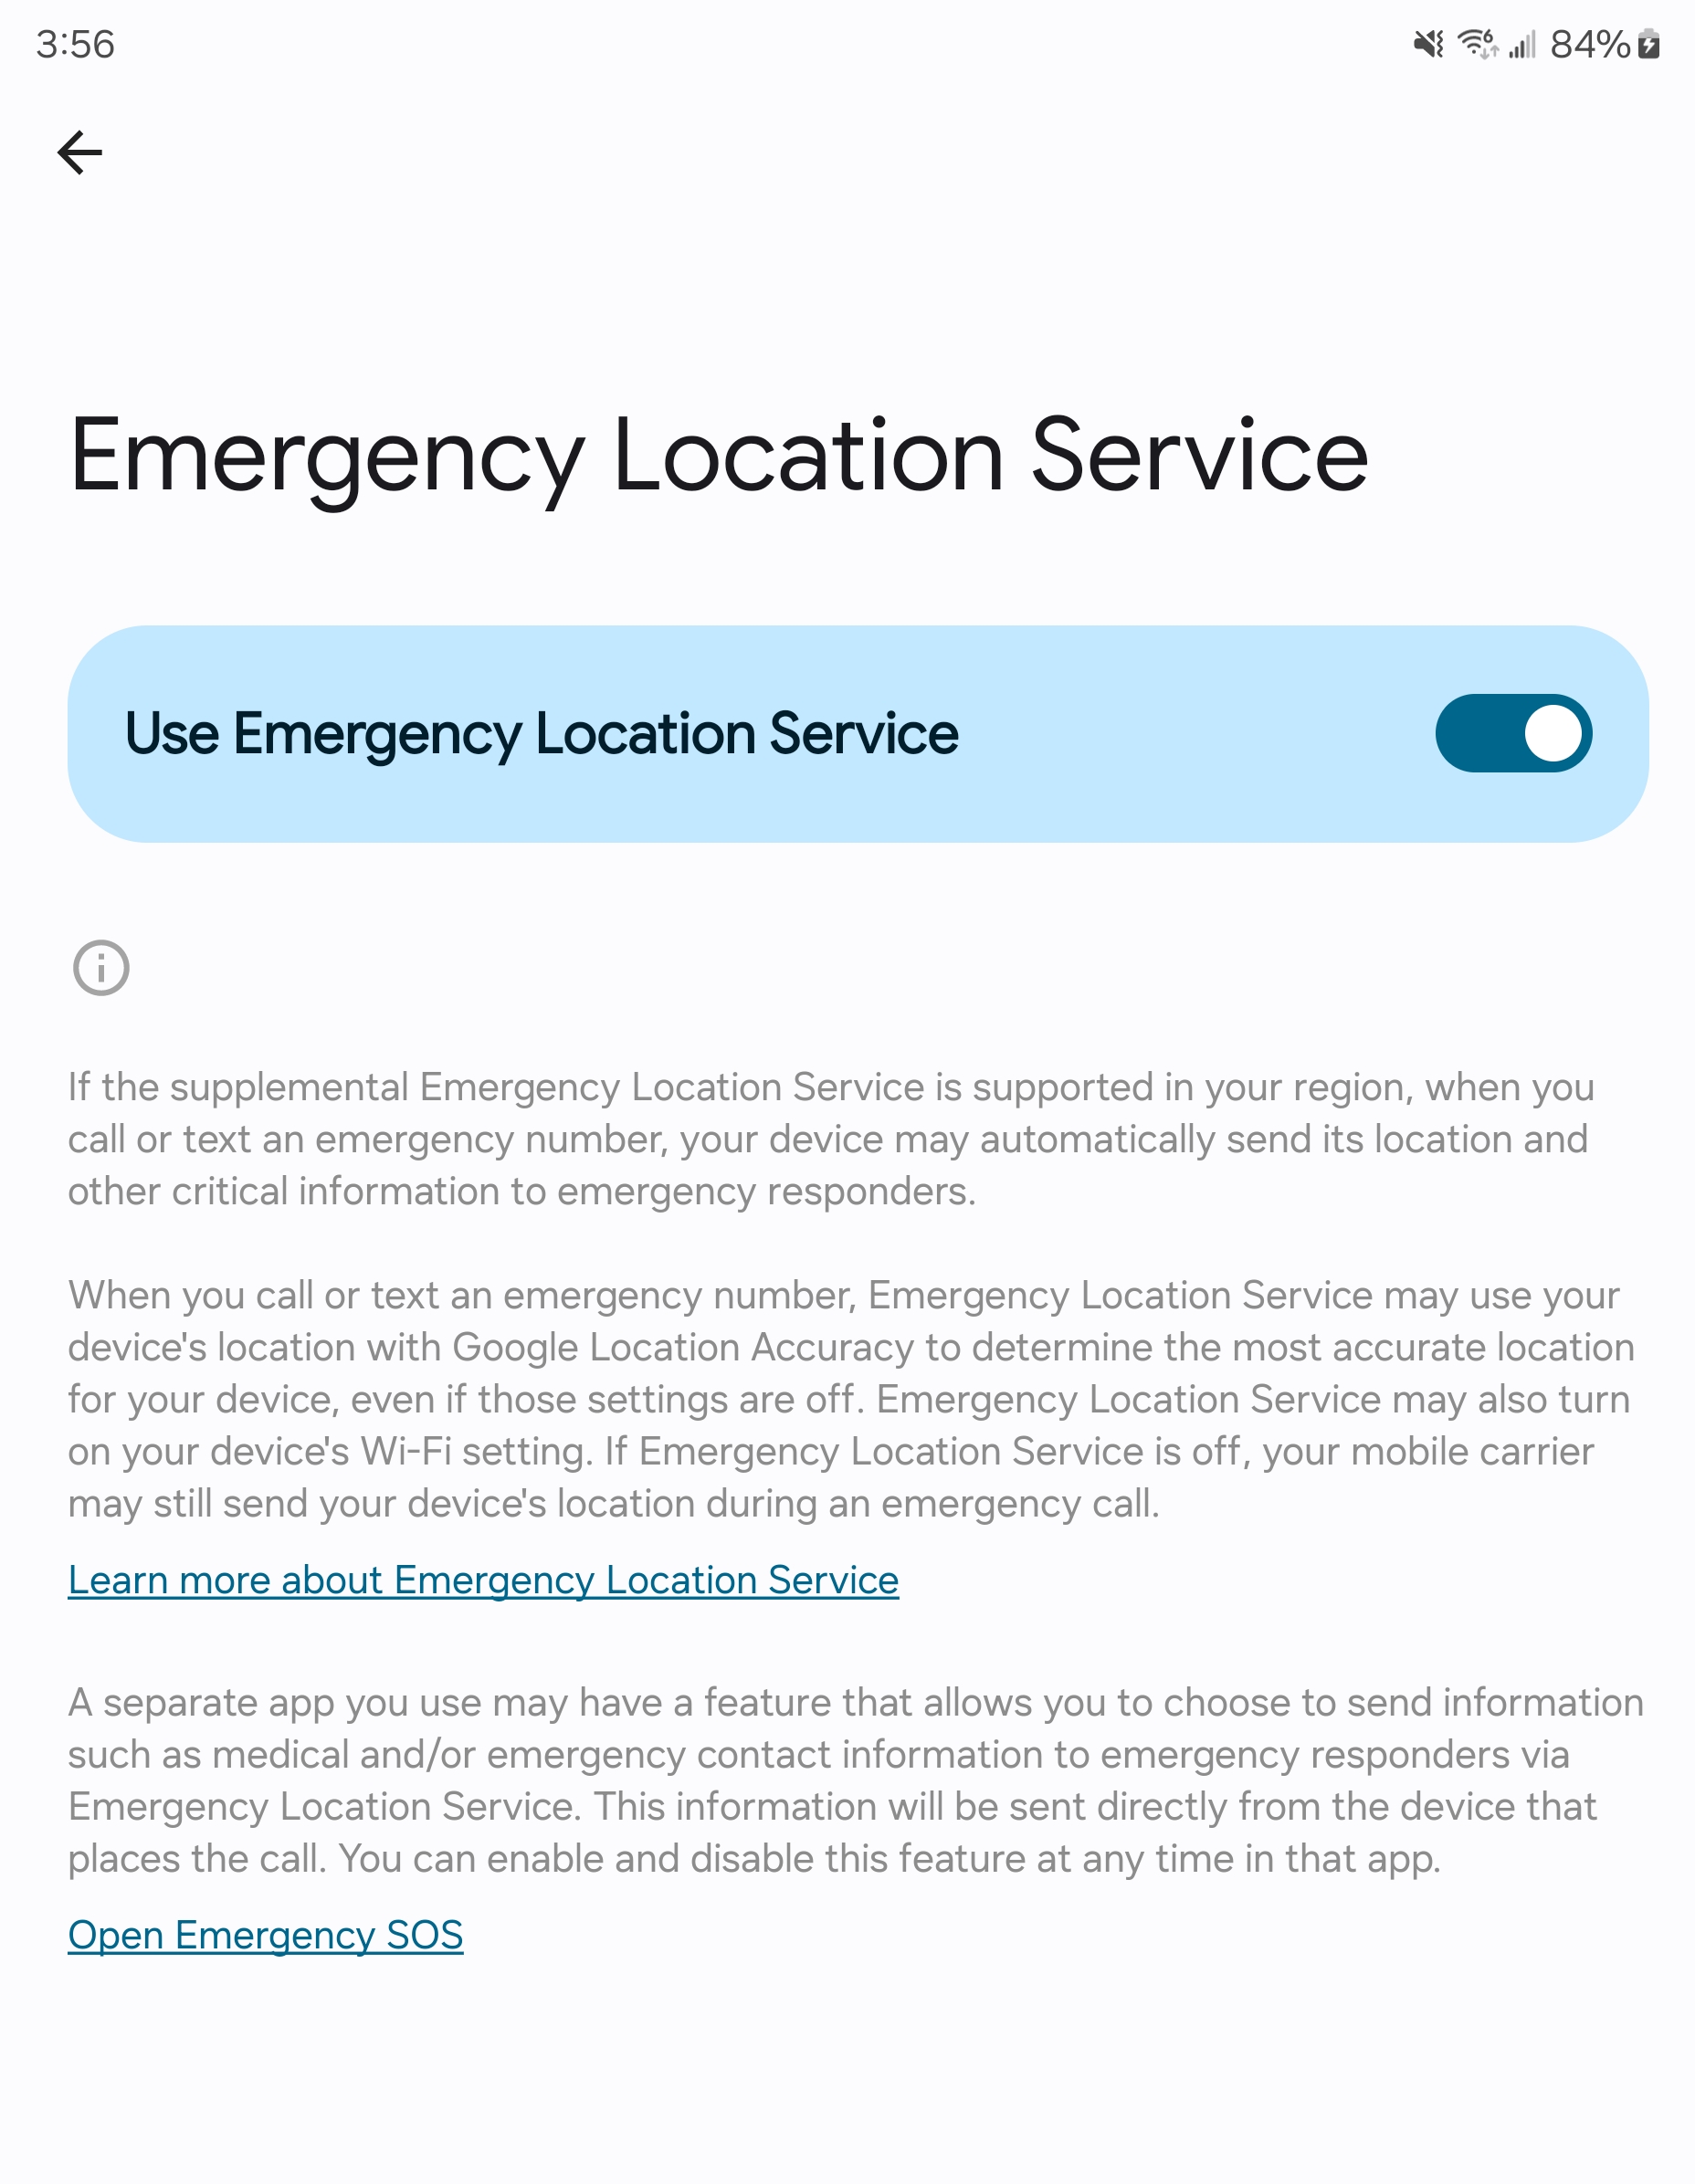 3:56
6
84%
Emergency Location Service
Use Emergency Location Service
If the supplemental Emergency Location Service is supported in your region, when you
call or text an emergency number, your device may automatically send its location and
other critical information to emergency responders.
When you call or text an emergency number, Emergency Location Service may use your
device's location with Google Location Accuracy to determine the most accurate location
for your device, even if those settings are off. Emergency Location Service may also turn
on your device's Wi-Fi setting. If Emergency Location Service is off, your mobile carrier
may still send your device's location during an emergency call.
Learn more about Emergency Location Service
A separate app you use may have a feature that allows you to choose to send information
such as medical and/or emergency contact information to emergency responders via
Emergency Location Service. This information will be sent directly from the device that
places the call. You can enable and disable this feature at any time in that app.
Open Emergency SOS